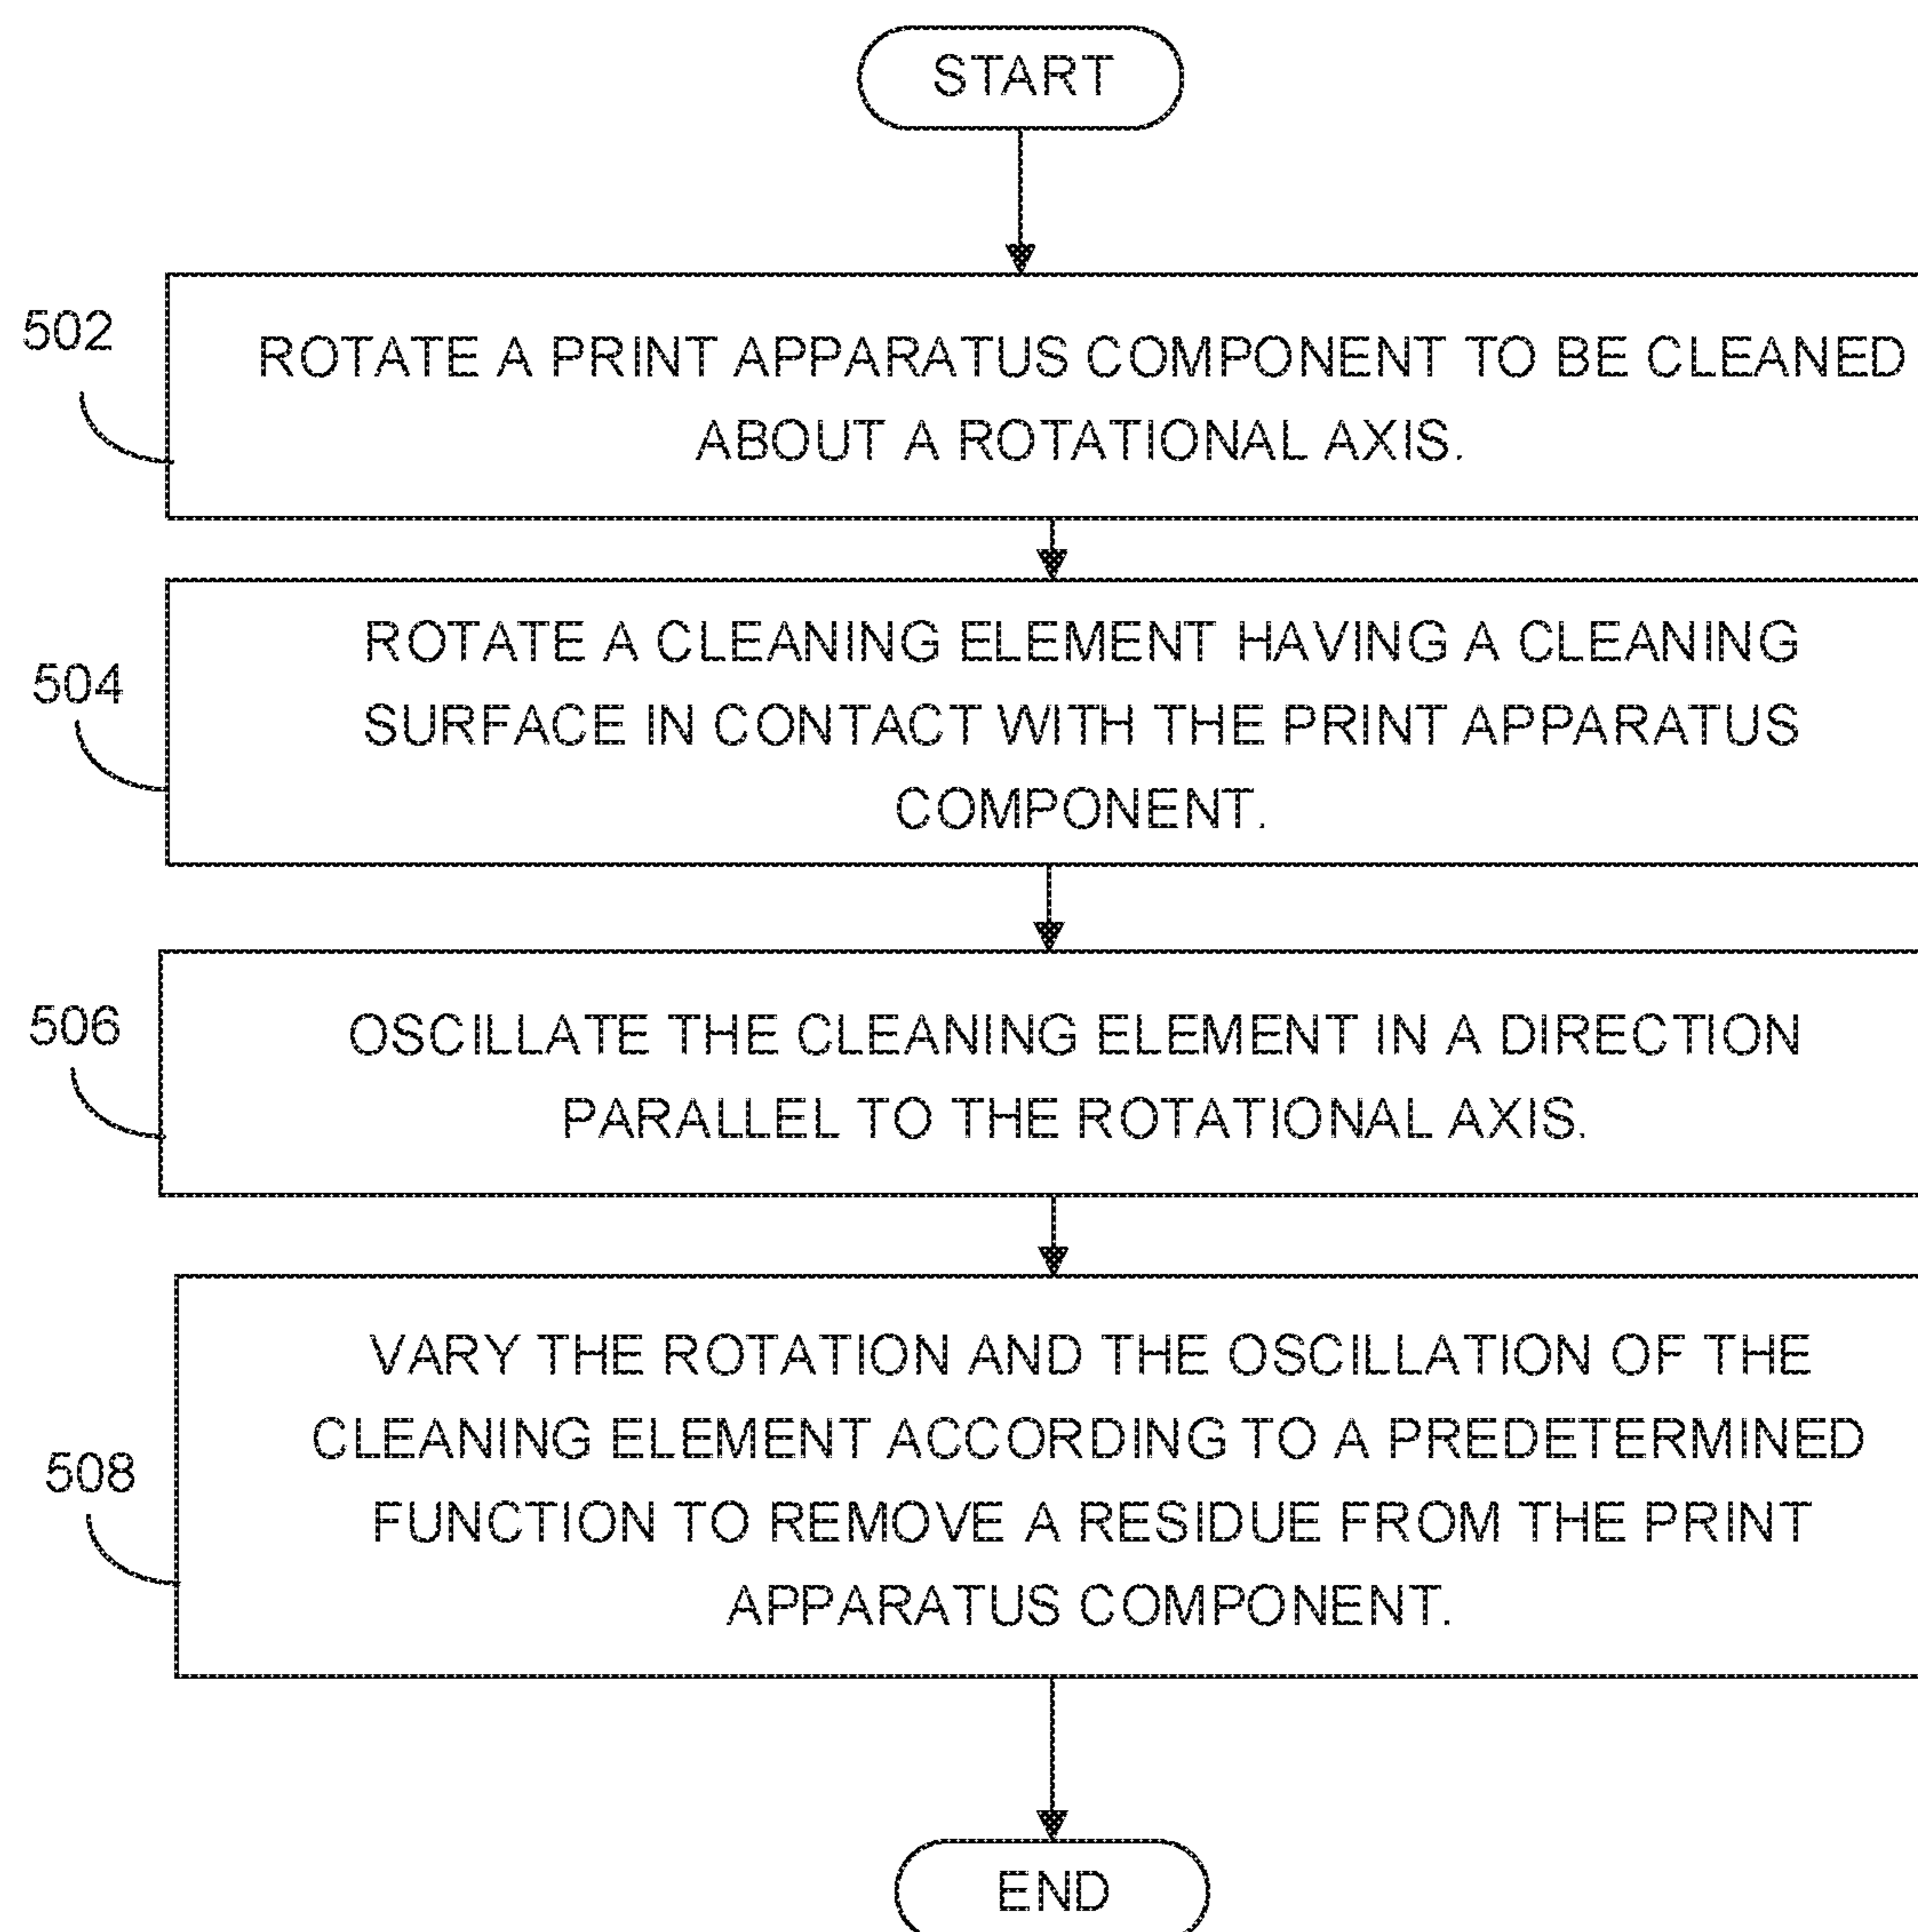 START
502
ROTATE A PRINT APPARATUS COMPONENT TO BE CLEANED
ABOUT A ROTATIONAL AXIS.
504
ROTATE A CLEANING ELEMENT HAVING A CLEANING
SURFACE IN CONTACT WITH THE PRINT APPARATUS
COMPONENT.
506
OSCILLATE THE CLEANING ELEMENT IN A DIRECTION
PARALLEL TO THE ROTATIONAL AXIS.
508
VARY THE ROTATION AND THE OSCILLATION OF THE
CLEANING ELEMENT ACCORDING TO A PREDETERMINED
FUNCTION TO REMOVE A RESIDUE FROM THE PRINT
APPARATUS COMPONENT.
END